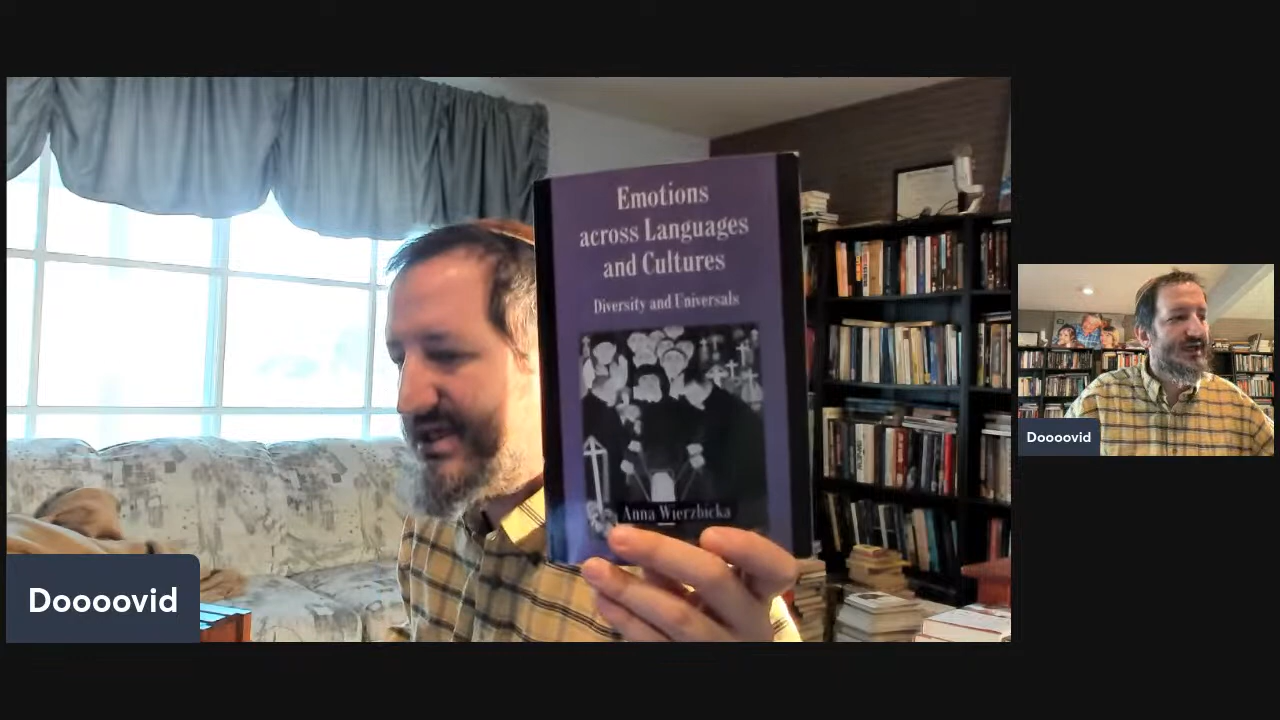 Emotions
across Languages
and Cultures
Diversity and Universals
Anna Wierzbicka
Doooovid
Doooovid